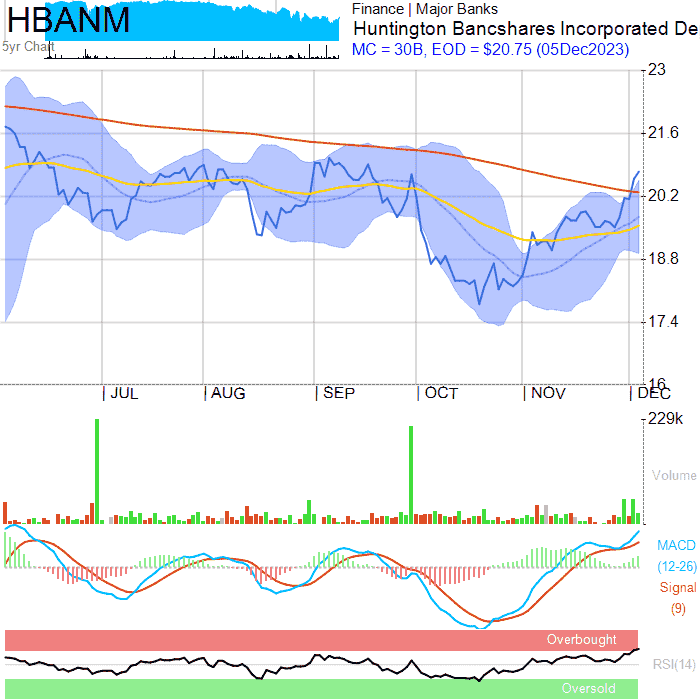 HBANM
5yr Chart
Finance | Major Banks
Huntington Bancshares Incorporated De
MC = 30B, EOD = $20.75 (05Dec2023)
23
21.6
20.2
18.8
17.4
16
JUL AUG SEP OCT NOV DEC
229k
Volume
MACD
(12-26)
Signal
(9)
Overbought
RSI(14)
Oversold